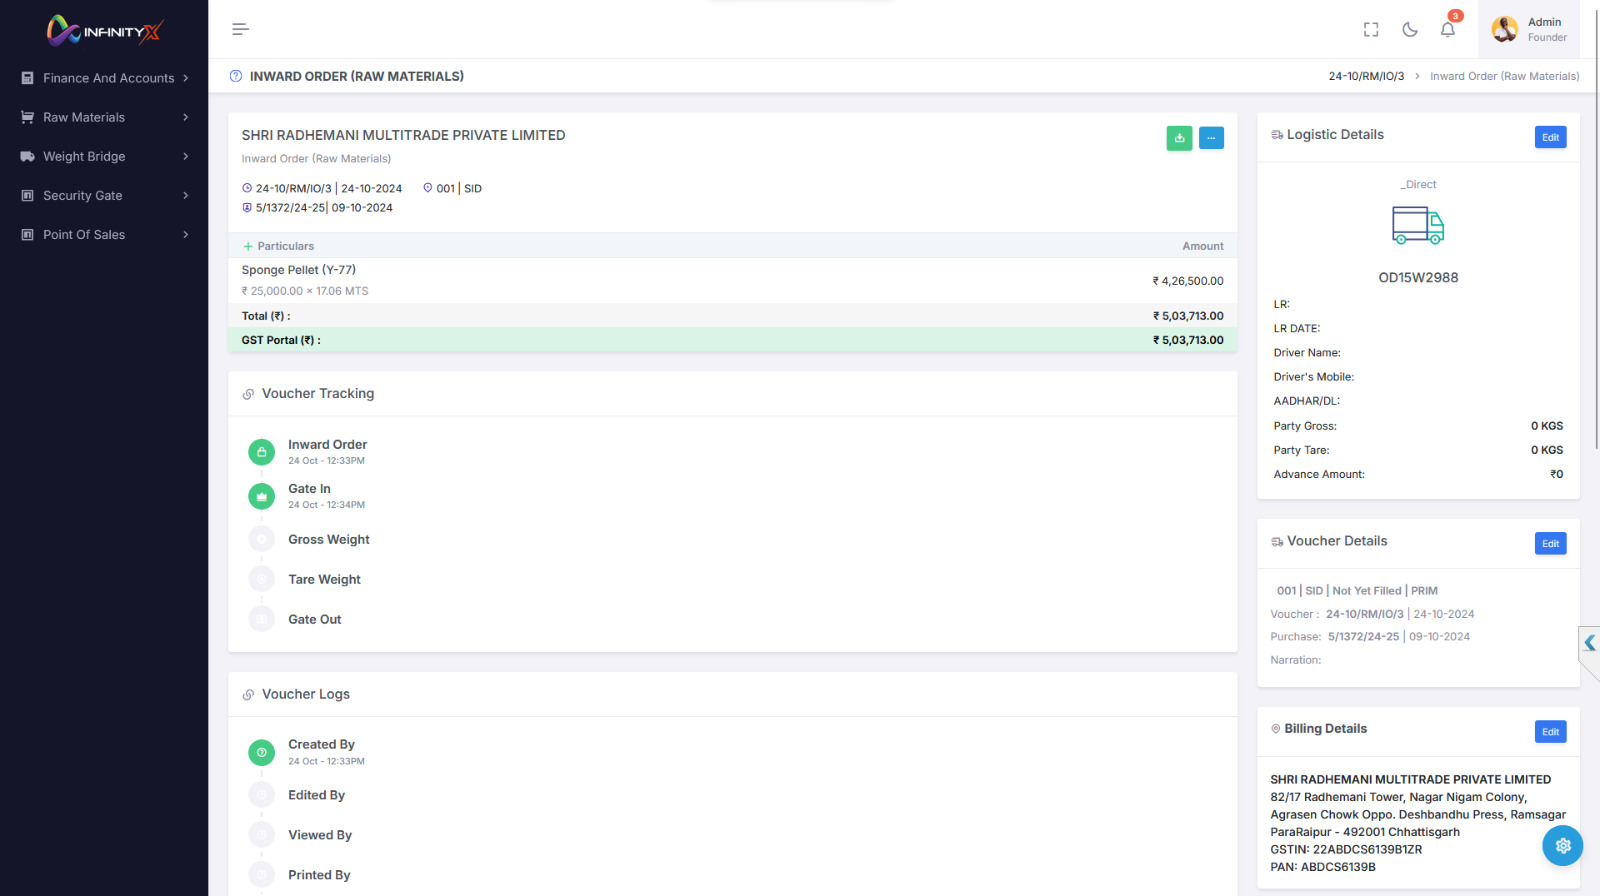 INFINITYX
Finance And Accounts
Raw Materials
Weight Bridge
Security Gate
Point Of Sales
3
Admin
Founder
INWARD ORDER (RAW MATERIALS)
24-10/RM/IO/3 > Inward Order (Raw Materials)
SHRI RADHEMANI MULTITRADE PRIVATE LIMITED
Inward Order (Raw Materials)
24-10/RM/IO/3 | 24-10-2024 001 | SID
5/1372/24-25| 09-10-2024
+ Particulars Amount
Sponge Pellet (Y-77)
₹ 25,000.00 × 17.06 MTS
₹ 4,26,500.00
Total (₹) : ₹ 5,03,713.00
GST Portal (₹) : ₹ 5,03,713.00
Voucher Tracking
Inward Order
24 Oct - 12:33PM
Gate In
24 Oct - 12:34PM
Gross Weight
Tare Weight
Gate Out
Voucher Logs
Created By
24 Oct - 12:33PM
Edited By
Viewed By
Printed By
Logistic Details Edit
_Direct
OD15W2988
LR:
LR DATE:
Driver Name:
Driver's Mobile:
AADHAR/DL:
Party Gross: 0 KGS
Party Tare: 0 KGS
Advance Amount: ₹0
Voucher Details Edit
001 | SID | Not Yet Filled | PRIM
Voucher : 24-10/RM/IO/3 | 24-10-2024
Purchase: 5/1372/24-25 | 09-10-2024
Narration:
Billing Details Edit
SHRI RADHEMANI MULTITRADE PRIVATE LIMITED
82/17 Radhemani Tower, Nagar Nigam Colony,
Agrasen Chowk Oppo. Deshbandhu Press, Ramsagar
ParaRaipur - 492001 Chhattisgarh
GSTIN: 22ABDCS6139B1ZR
PAN: ABDCS6139B